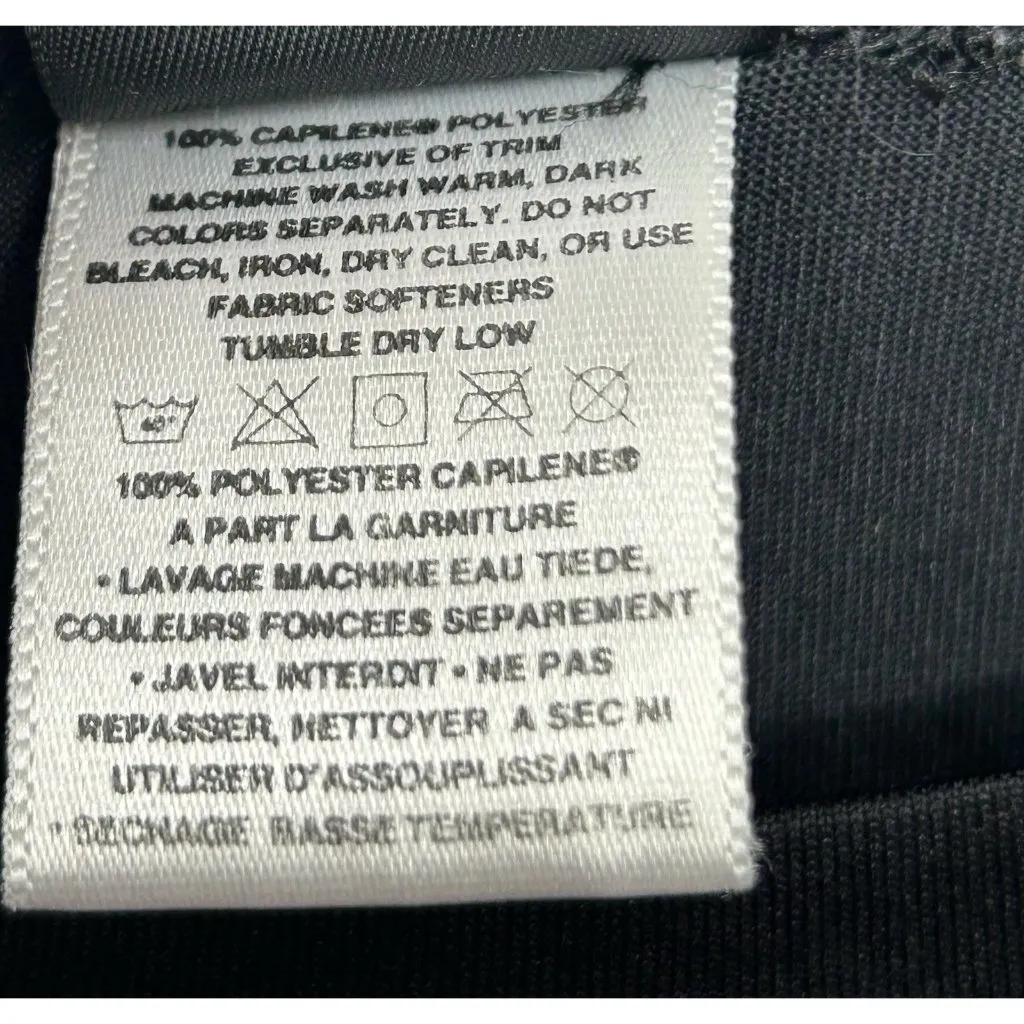 100% CAPILENE® POLYESTER
EXCLUSIVE OF TRIM
MACHINE WASH WARM, DARK
COLORS SEPARATELY. DO NOT
BLEACH, IRON, DRY CLEAN, OR USE
FABRIC SOFTENERS
TUMBLE DRY LOW
40°
100% POLYESTER CAPILENE®
A PART LA GARNITURE
• LAVAGE MACHINE EAU TIEDE,
COULEURS FONCEES SEPAREMENT
• JAVEL INTERDIT • NE PAS
REPASSER, NETTOYER A SEC NI
UTILISER D'ASSOUPLISSANT
• SECHAGE BASSE TEMPERATURE